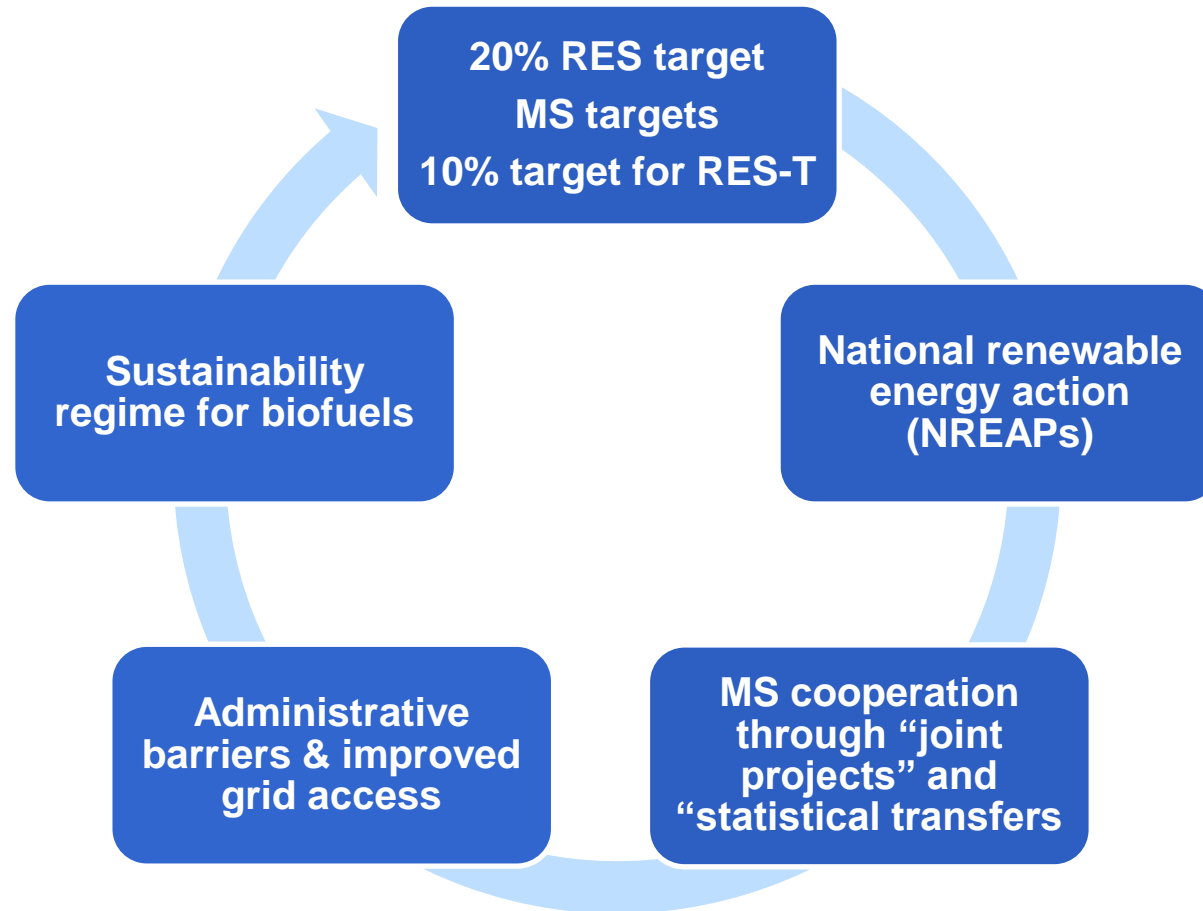 20% RES target
MS targets
10% target for RES-T
National renewable
energy action
(NREAPs)
MS cooperation
through “joint
projects” and
“statistical transfers
Administrative
barriers & improved
grid access
Sustainability
regime for biofuels